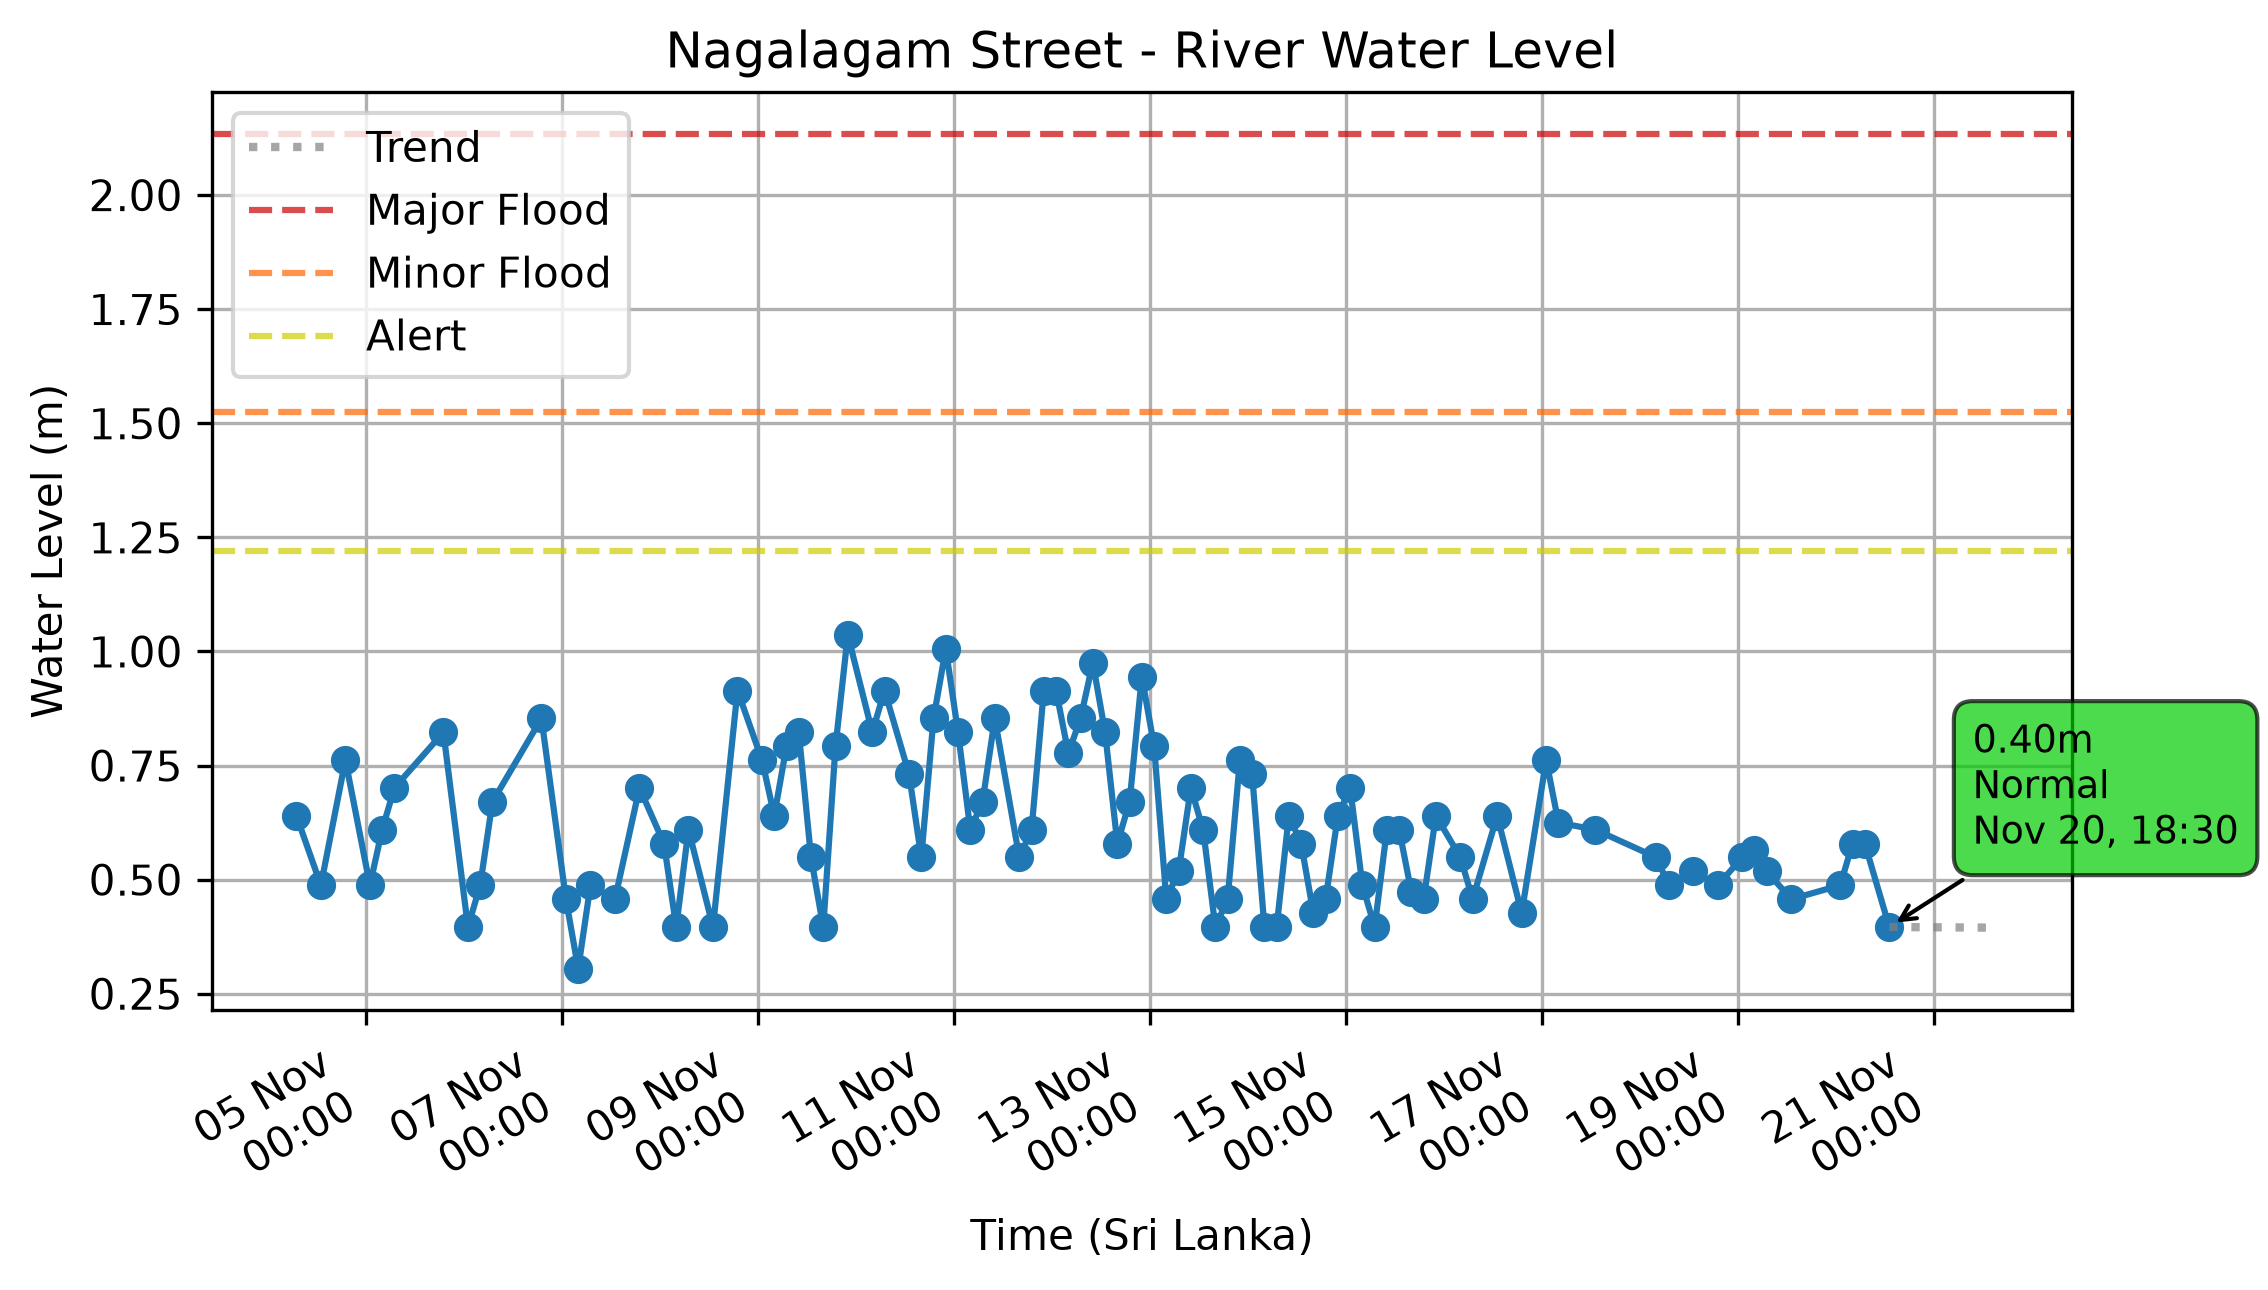 Nagalagam Street - River Water Level
Trend
Major Flood
Minor Flood
Alert
2.00
1.75
1.50
1.25
1.00
0.75
0.50
0.25
Water Level (m)
0.40m
Normal
Nov 20, 18:30
05 Nov
00:00
07 Nov
00:00
09 Nov
00:00
11 Nov
00:00
13 Nov
00:00
15 Nov
00:00
17 Nov
00:00
19 Nov
00:00
21 Nov
00:00
Time (Sri Lanka)